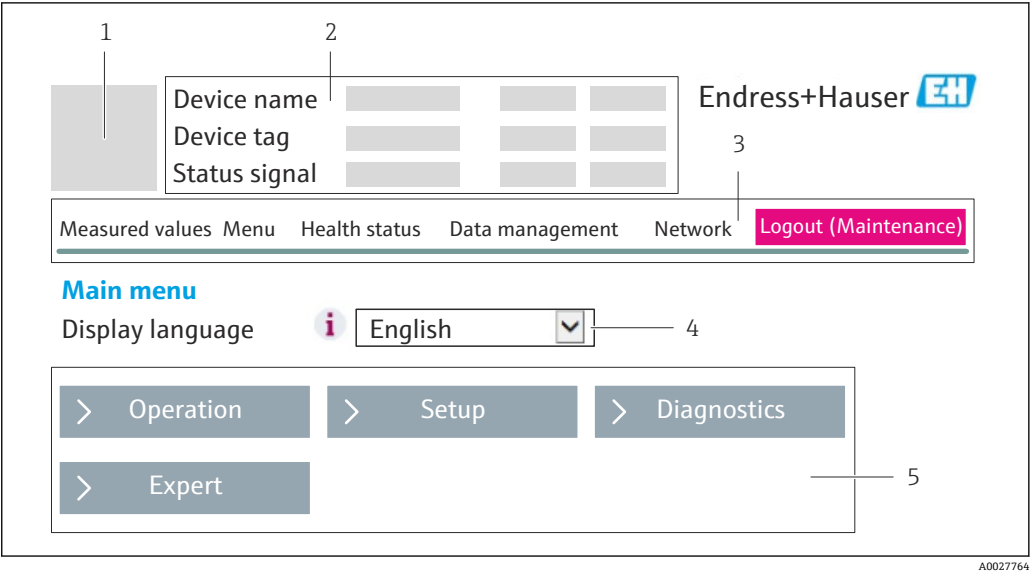 1
2
Device name
Endress+Hauser EH
Device tag
3
Status signal
Measured values Menu Health status Data management Network Logout (Maintenance)
Main menu
Display language i English 4
> Operation > Setup > Diagnostics
> Expert 5
A0027764